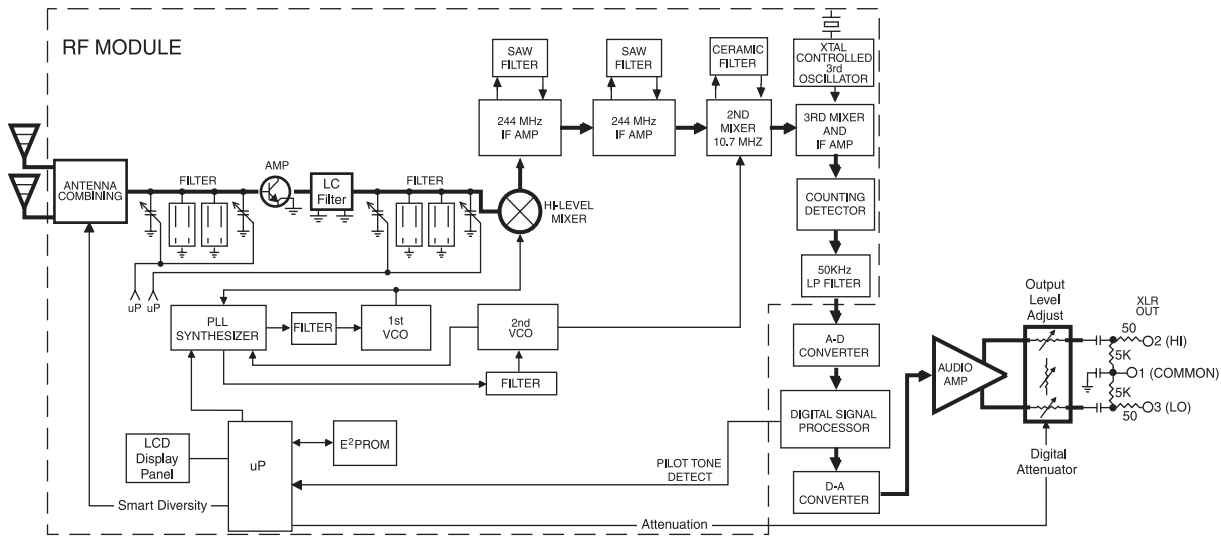 RF MODULE
SAW
FILTER
SAW
FILTER
CERAMIC
FILTER
XTAL
CONTROLLED
3rd
OSCILLATOR
244 MHz
IF AMP
244 MHz
IF AMP
2ND
MIXER
10.7 MHZ
3RD MIXER
AND
IF AMP
ANTENNA
COMBINING
FILTER
AMP
LC
Filter
FILTER
HI-LEVEL
MIXER
COUNTING
DETECTOR
50KHz
LP FILTER
uP
uP
PLL
SYNTHESIZER
FILTER
1st
VCO
2nd
VCO
FILTER
A-D
CONVERTER
AUDIO
AMP
Output
Level
Adjust
XLR
OUT
50
2 (HI)
5K
1 (COMMON)
5K
3 (LO)
50
Digital
Attenuator
DIGITAL SIGNAL
PROCESSOR
D-A
CONVERTER
LCD
Display
Panel
uP
E2PROM
PILOT TONE
DETECT
Smart Diversity
Attenuation